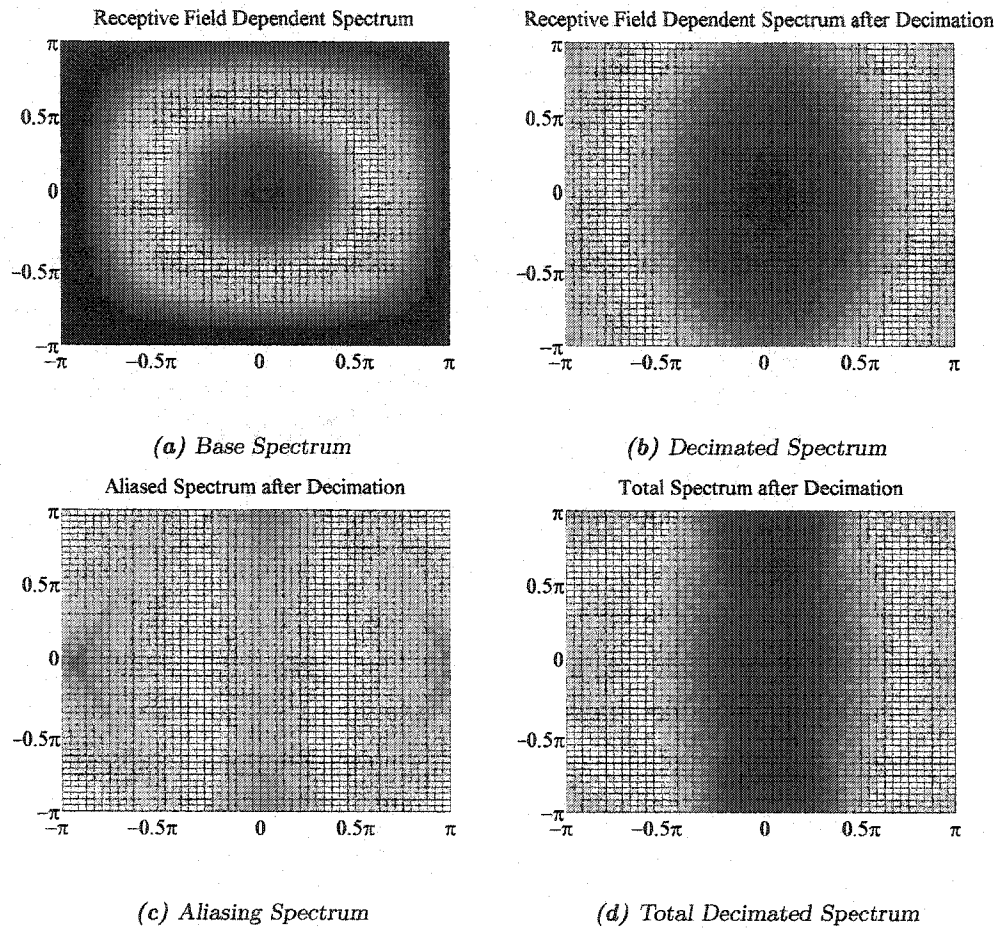 Receptive Field Dependent Spectrum
π
0.5π
0
−0.5π
−π
−π −0.5π 0 0.5π π
(a) Base Spectrum
Receptive Field Dependent Spectrum after Decimation
π
0.5π
0
−0.5π
−π
−π −0.5π 0 0.5π π
(b) Decimated Spectrum
Aliased Spectrum after Decimation
π
0.5π
0
−0.5π
−π
−π −0.5π 0 0.5π π
(c) Aliasing Spectrum
Total Spectrum after Decimation
π
0.5π
0
−0.5π
−π
−π −0.5π 0 0.5π π
(d) Total Decimated Spectrum